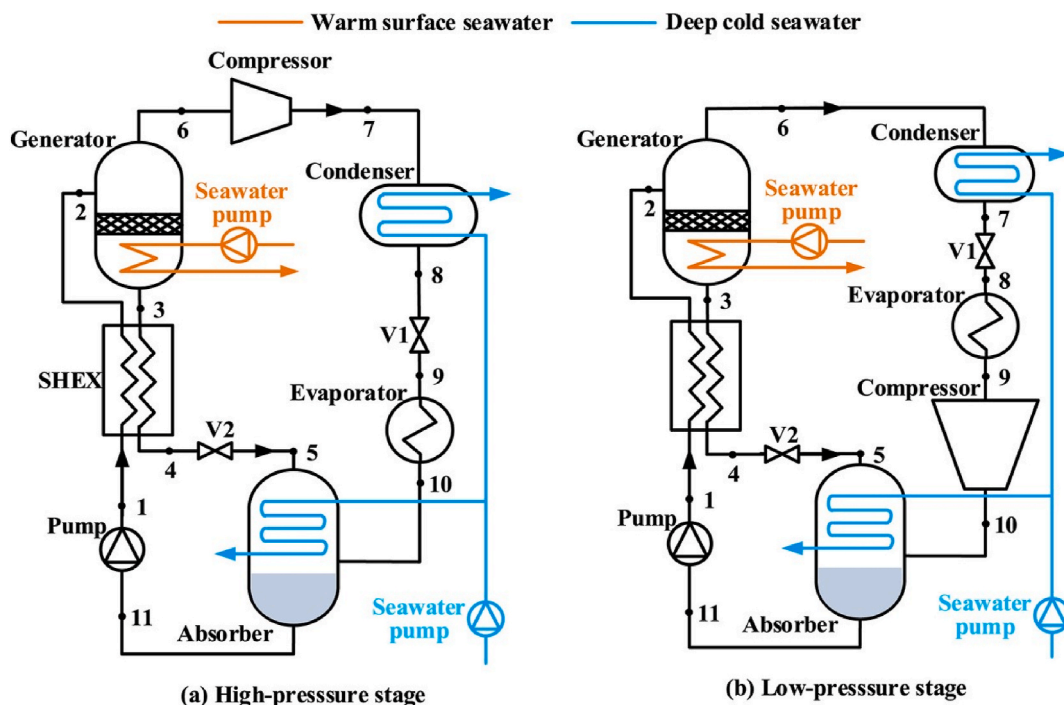 Warm surface seawater
Deep cold seawater
Compressor
6
7
Generator
Condenser
2
Seawater
pump
3
8
V1
SHEX
9
Evaporator
V2
4
5
10
1
Pump
11
Absorber
Seawater
pump
(a) High-presssure stage
6
Generator
Condenser
2
Seawater
pump
7
V1
8
3
Evaporator
9
Compressor
V2
4
5
1
10
Pump
11
Absorber
Seawater
pump
(b) Low-presssure stage